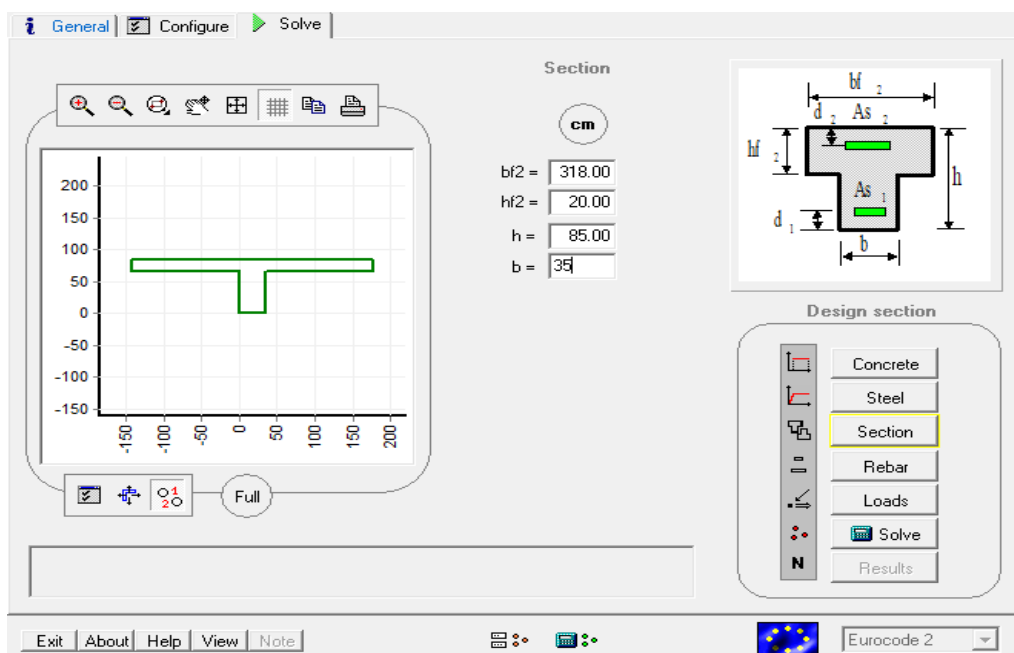 General Configure Solve
Section
cm
bf2 = 318.00
hf2 = 20.00
h = 85.00
b = 35
200
150
100
50
0
-50
-100
-150
-150 -100 -50 0 50 100 150 200
Full
bf 2
d 2 As 2
hf 2
h
As 1
d 1
b
Design section
Concrete
Steel
Section
Rebar
Loads
Solve
N Results
1
2
Exit About Help View Note
Eurocode 2